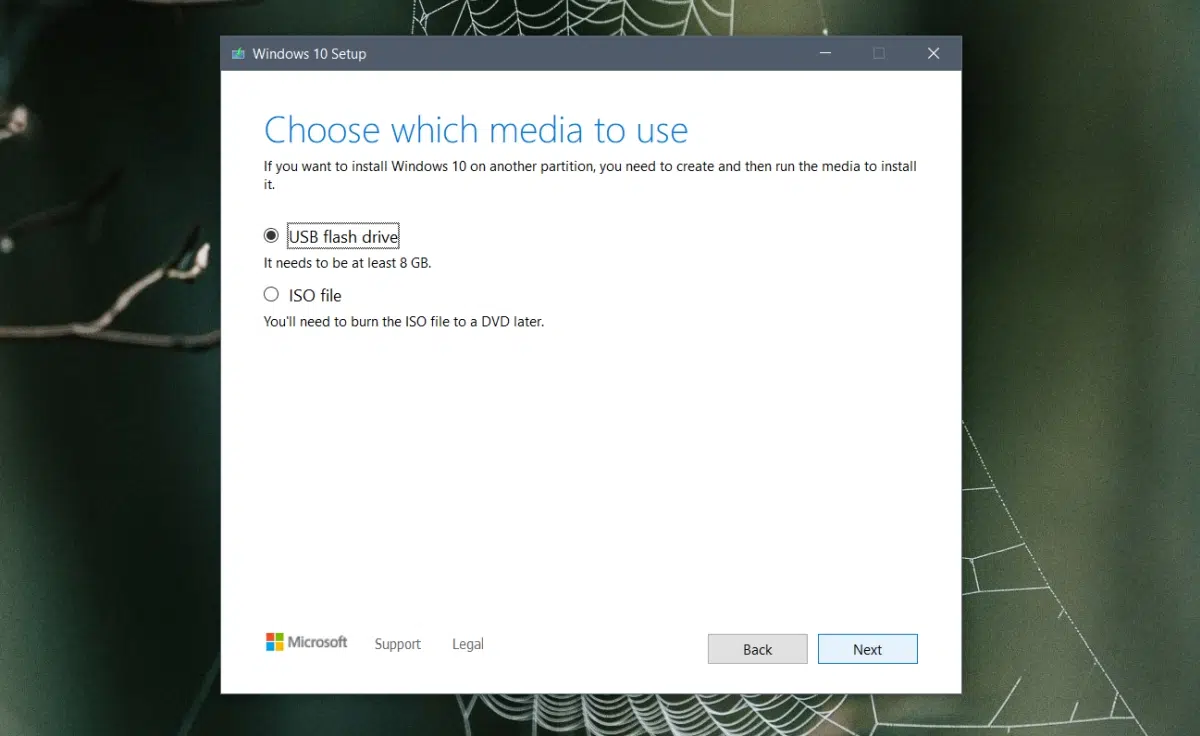 Windows 10 Setup
Choose which media to use
If you want to install Windows 10 on another partition, you need to create and then run the media to install
it.
USB flash drive
It needs to be at least 8 GB.
ISO file
You'll need to burn the ISO file to a DVD later.
Microsoft Support Legal Back Next